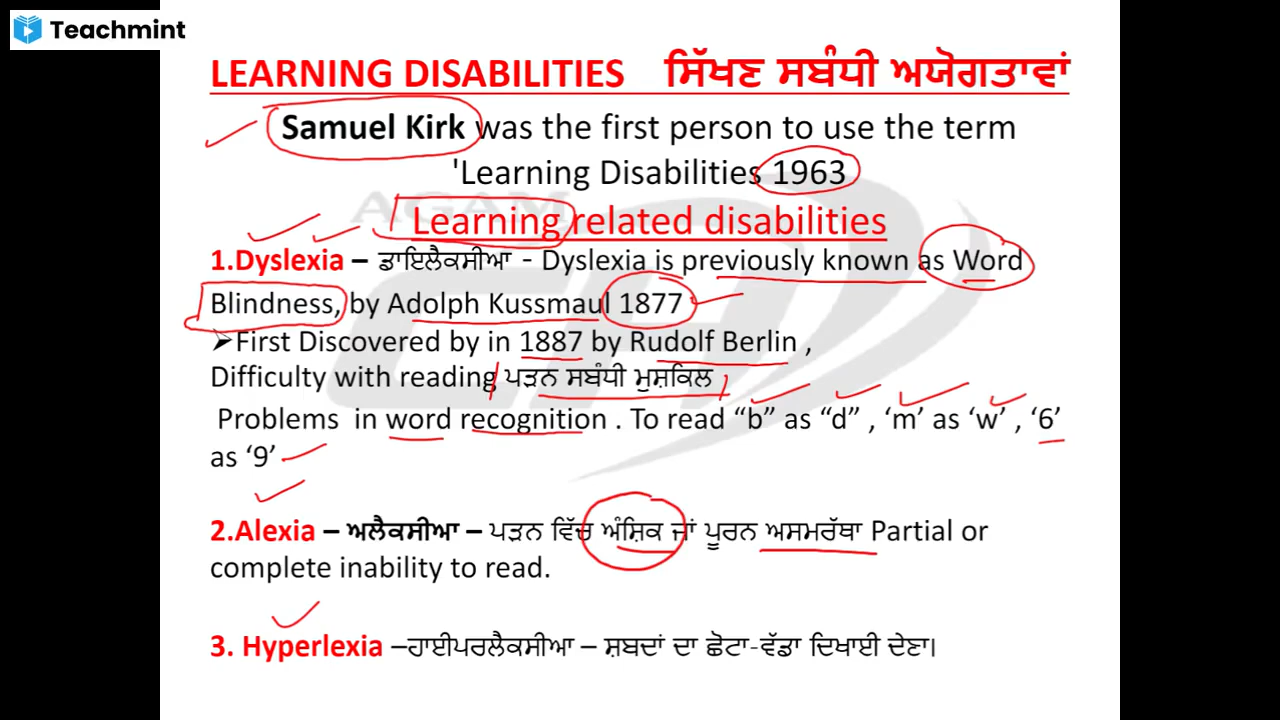 Teachmint
LEARNING DISABILITIES ਸਿੱਖਣ ਸਬੰਧੀ ਅਯੋਗਤਾਵਾਂ
Samuel Kirk was the first person to use the term
'Learning Disabilities 1963
AGAM
Learning related disabilities
1.Dyslexia – ਡਾਇਲੈਕਸੀਆ - Dyslexia is previously known as Word
Blindness, by Adolph Kussmaul 1877
➢First Discovered by in 1887 by Rudolf Berlin ,
Difficulty with reading ਪੜਨ ਸਬੰਧੀ ਮੁਸ਼ਕਿਲ
Problems in word recognition . To read “b” as “d” , ‘m’ as ‘w’ , ‘6’
as ‘9’
2.Alexia – ਅਲੈਕਸੀਆ – ਪੜਨ ਵਿੱਚ ਅੰਸ਼ਿਕ ਜਾਂ ਪੂਰਨ ਅਸਮਰੱਥਾ Partial or
complete inability to read.
3. Hyperlexia –ਹਾਈਪਰਲੈਕਸੀਆ – ਸ਼ਬਦਾਂ ਦਾ ਛੋਟਾ-ਵੱਡਾ ਦਿਖਾਈ ਦੇਣਾ।